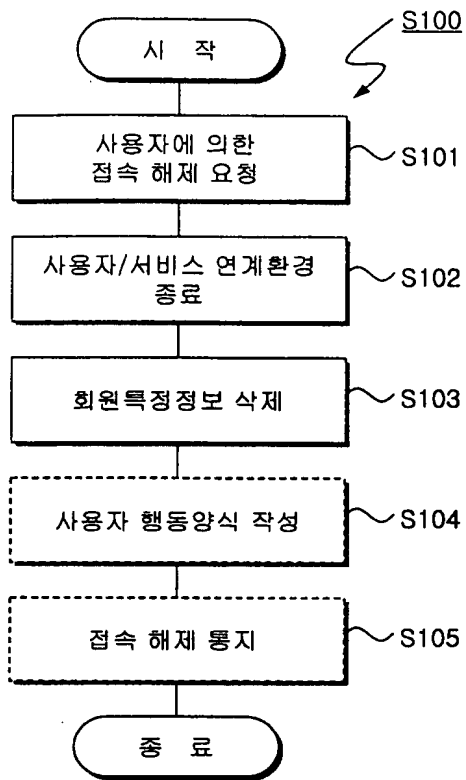 S100
시 작
사용자에 의한
접속 해제 요청
S101
사용자/서비스 연계환경
종료
S102
회원특정정보 삭제
S103
사용자 행동양식 작성
S104
접속 해제 통지
S105
종 료